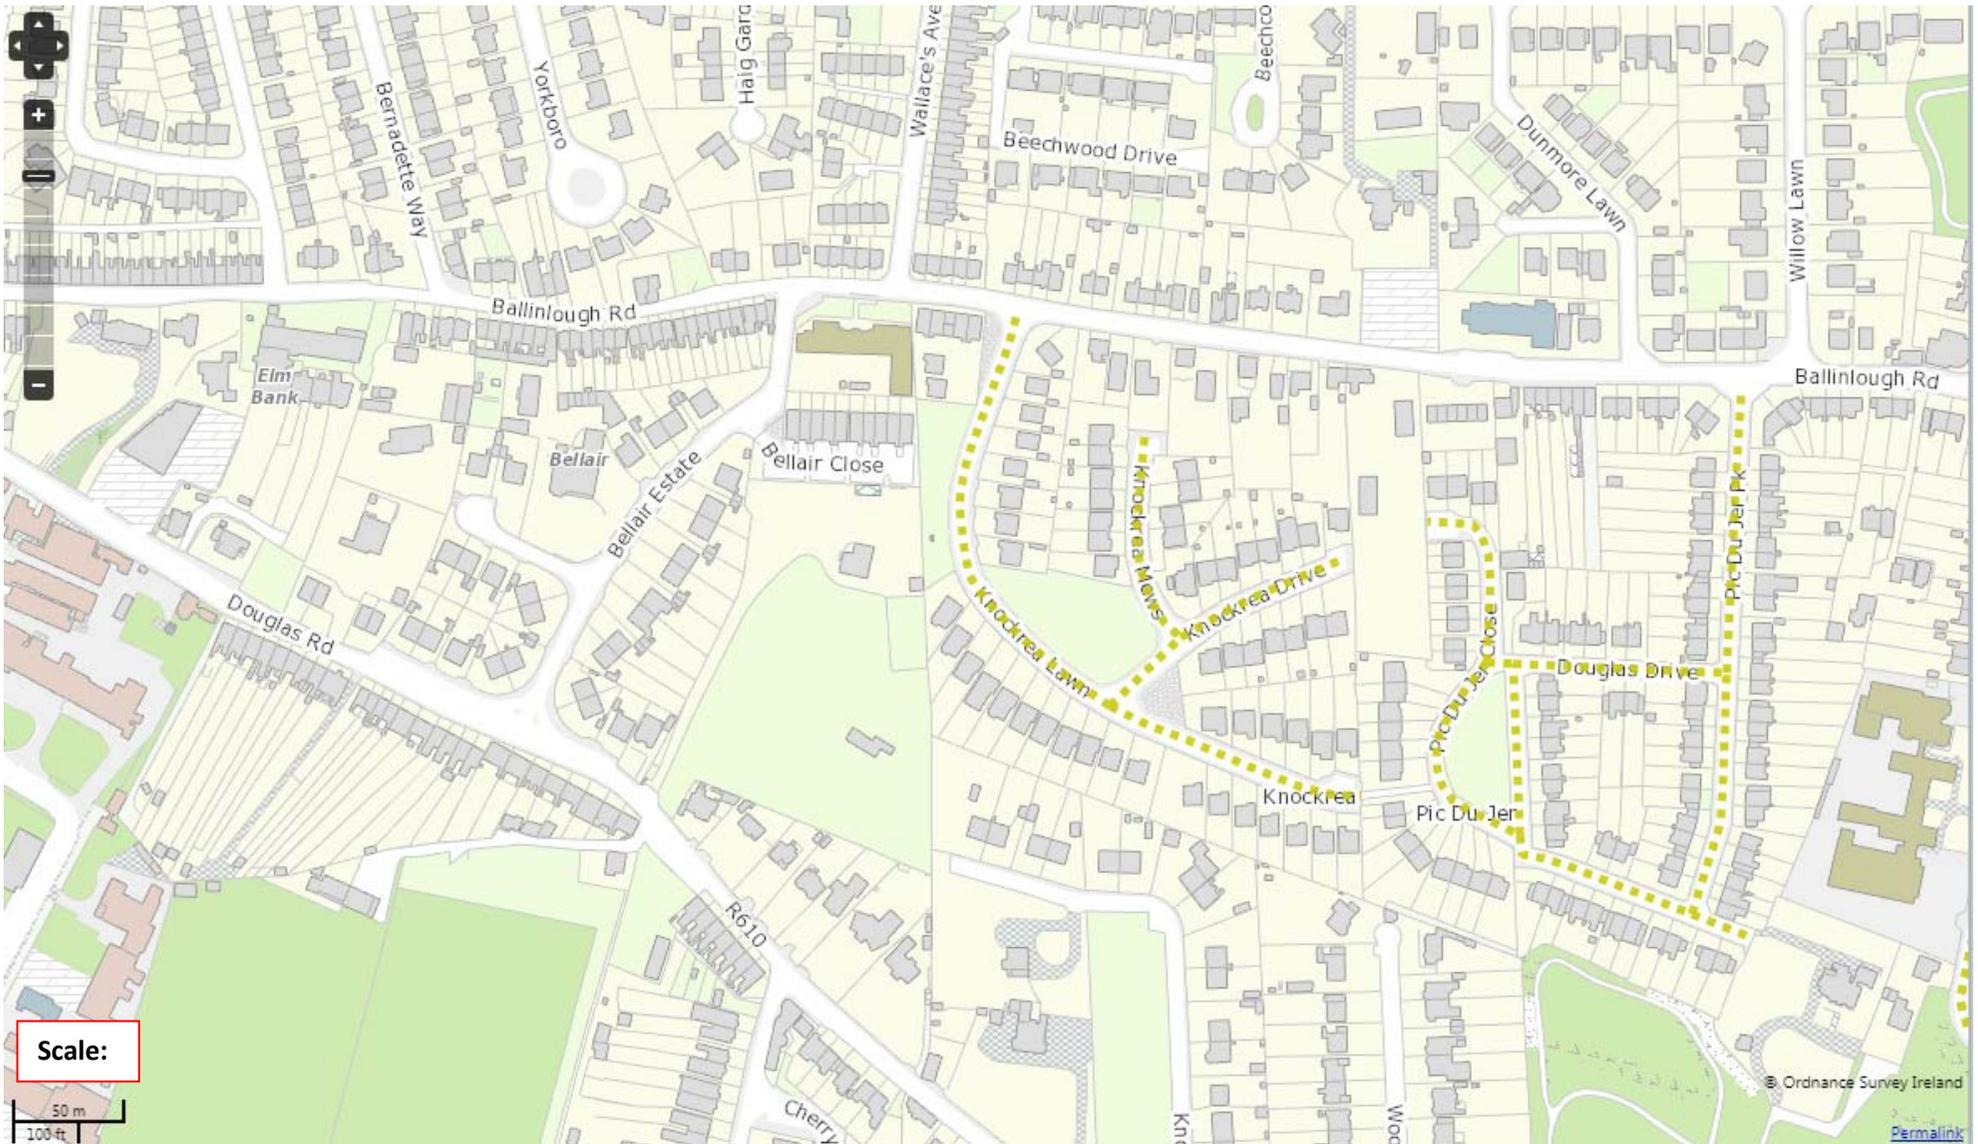 Bernadette Way
Yorkboro
Haig Gard
Wallace's Ave
Beechco
Beechwood Drive
Dunmore Lawn
Willow Lawn
Ballinlough Rd
Ballinlough Rd
Elm
Bank
Bellair
Bellair Close
Bellair Estate
Knockrea Mews
Knockrea Drive
Knockrea Lawn
Knockrea
Pic Du Jer Pk
Pic Du Jer Close
Douglas Drive
Pic Du Jer
Douglas Rd
R610
Cherry
Kno
Woo
Scale:
50 m
100 ft
© Ordnance Survey Ireland
Permalink